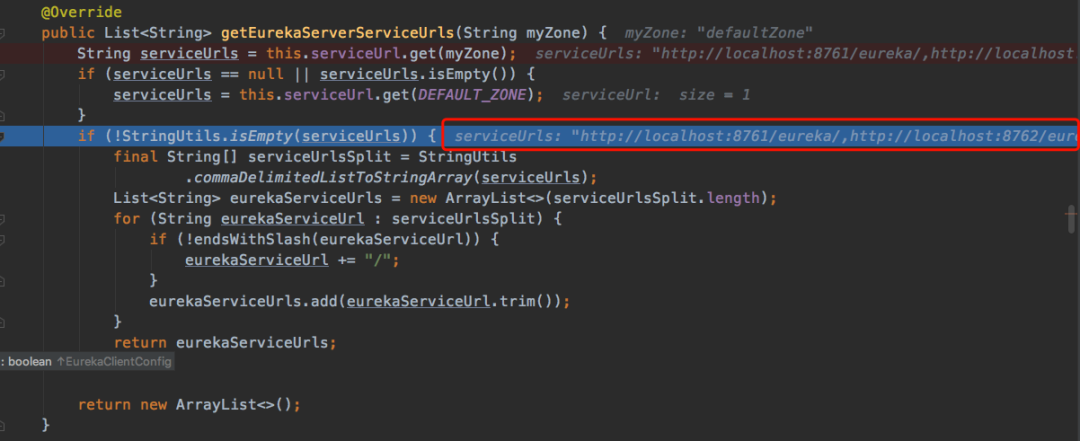 @Override
public List<String> getEurekaServerServiceUrls(String myZone) { myZone: "defaultZone"
String serviceUrls = this.serviceUrl.get(myZone); serviceUrls: "http://localhost:8761/eureka/,http://localhost
if (serviceUrls == null || serviceUrls.isEmpty()) {
serviceUrls = this.serviceUrl.get(DEFAULT_ZONE); serviceUrl: size = 1
}
if (!StringUtils.isEmpty(serviceUrls)) { serviceUrls: "http://localhost:8761/eureka/,http://localhost:8762/eur
final String[] serviceUrlsSplit = StringUtils
.commaDelimitedListToStringArray(serviceUrls);
List<String> eurekaServiceUrls = new ArrayList<>(serviceUrlsSplit.length);
for (String eurekaServiceUrl : serviceUrlsSplit) {
if (!endsWithSlash(eurekaServiceUrl)) {
eurekaServiceUrl += "/";
}
eurekaServiceUrls.add(eurekaServiceUrl.trim());
}
return eurekaServiceUrls;
: boolean ↑EurekaClientConfig
return new ArrayList<>();
}